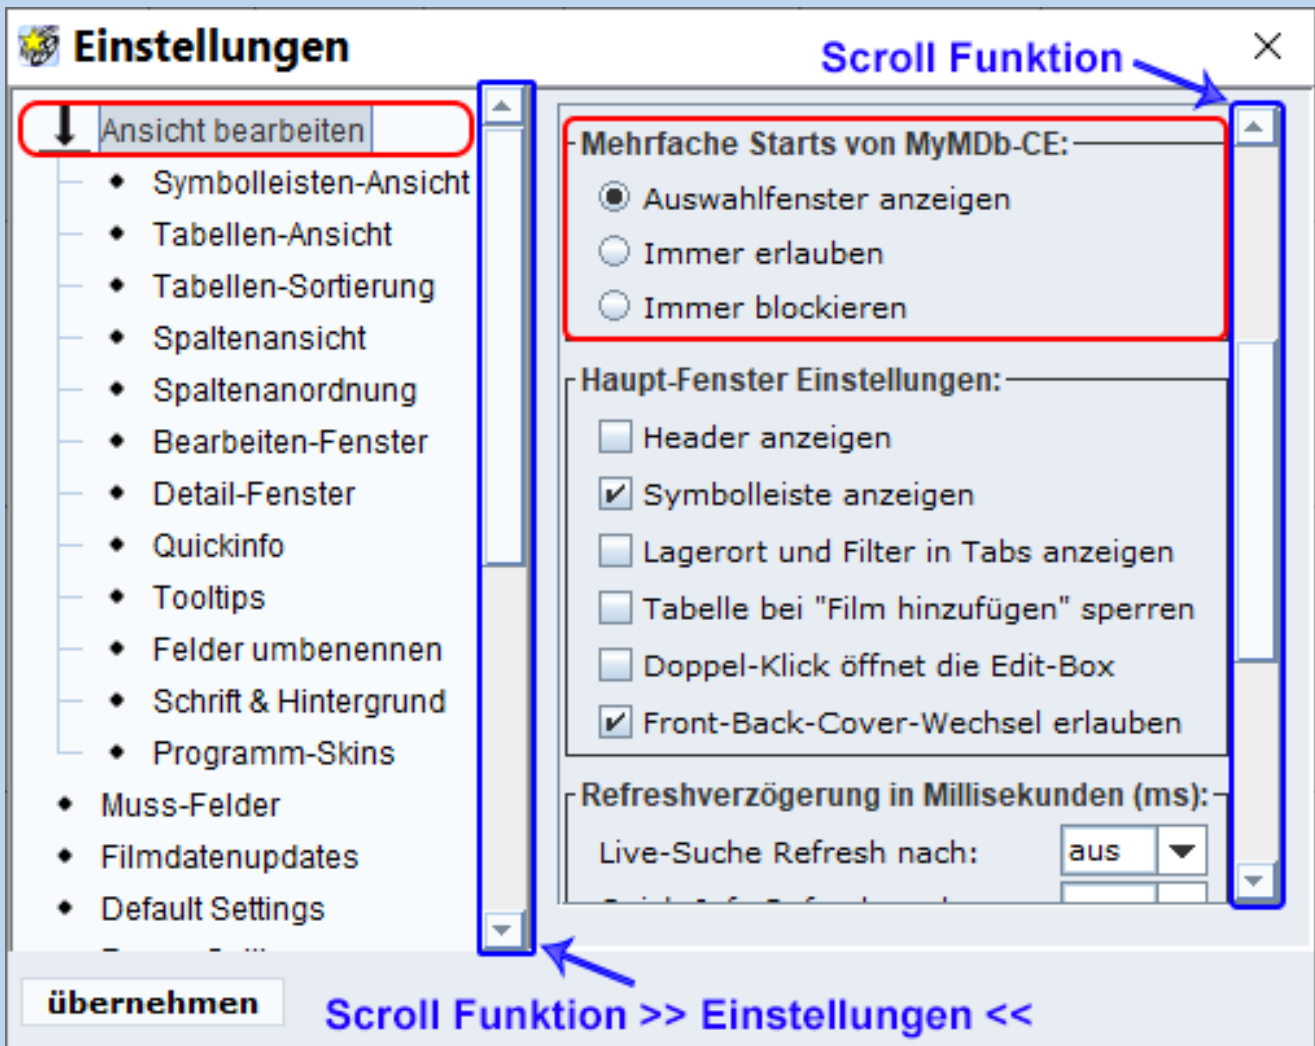 Einstellungen
Scroll Funktion
Ansicht bearbeiten
Symbolleisten-Ansicht
Tabellen-Ansicht
Tabellen-Sortierung
Spaltenansicht
Spaltenanordnung
Bearbeiten-Fenster
Detail-Fenster
Quickinfo
Tooltips
Felder umbenennen
Schrift & Hintergrund
Programm-Skins
Muss-Felder
Filmdatenupdates
Default Settings
Mehrfache Starts von MyMDb-CE:
Auswahlfenster anzeigen
Immer erlauben
Immer blockieren
Haupt-Fenster Einstellungen:
Header anzeigen
Symbolleiste anzeigen
Lagerort und Filter in Tabs anzeigen
Tabelle bei "Film hinzufügen" sperren
Doppel-Klick öffnet die Edit-Box
Front-Back-Cover-Wechsel erlauben
Refreshverzögerung in Millisekunden (ms):
Live-Suche Refresh nach: aus
übernehmen
Scroll Funktion >> Einstellungen <<